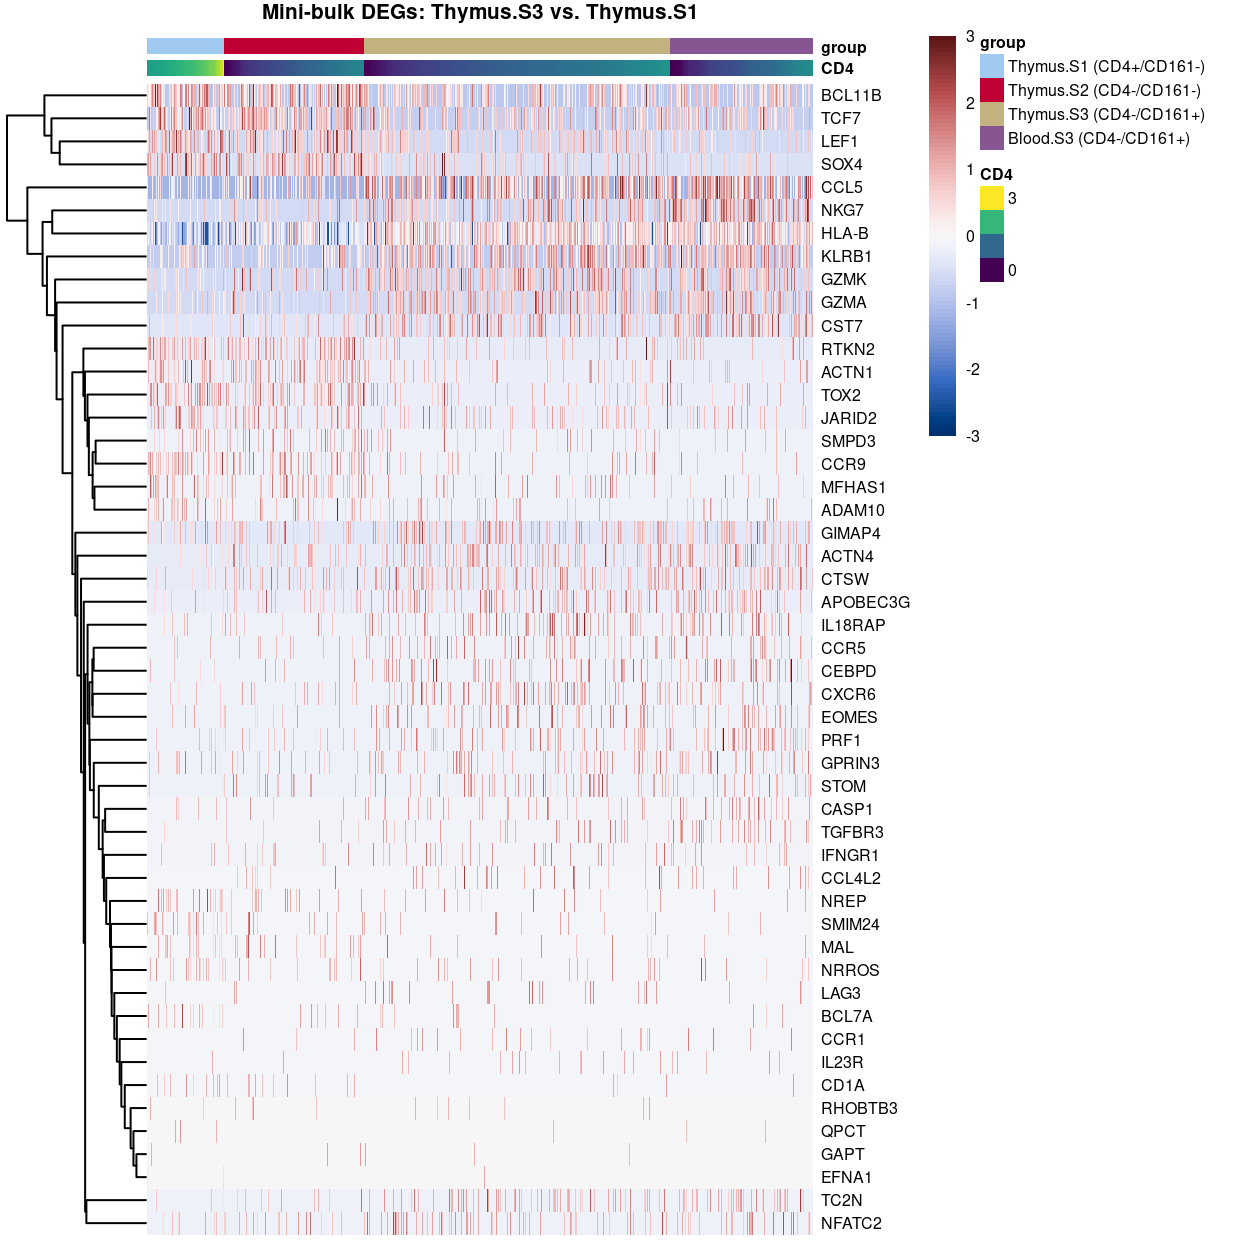 Mini-bulk DEGs: Thymus.S3 vs. Thymus.S1
group
CD4
BCL11B
TCF7
LEF1
SOX4
CCL5
NKG7
HLA-B
KLRB1
GZMK
GZMA
CST7
RTKN2
ACTN1
TOX2
JARID2
SMPD3
CCR9
MFHAS1
ADAM10
GIMAP4
ACTN4
CTSW
APOBEC3G
IL18RAP
CCR5
CEBPD
CXCR6
EOMES
PRF1
GPRIN3
STOM
CASP1
TGFBR3
IFNGR1
CCL4L2
NREP
SMIM24
MAL
NRROS
LAG3
BCL7A
CCR1
IL23R
CD1A
RHOBTB3
QPCT
GAPT
EFNA1
TC2N
NFATC2
3
2
1
0
-1
-2
-3
group
Thymus.S1 (CD4+/CD161-)
Thymus.S2 (CD4-/CD161-)
Thymus.S3 (CD4-/CD161+)
Blood.S3 (CD4-/CD161+)
CD4
3
0